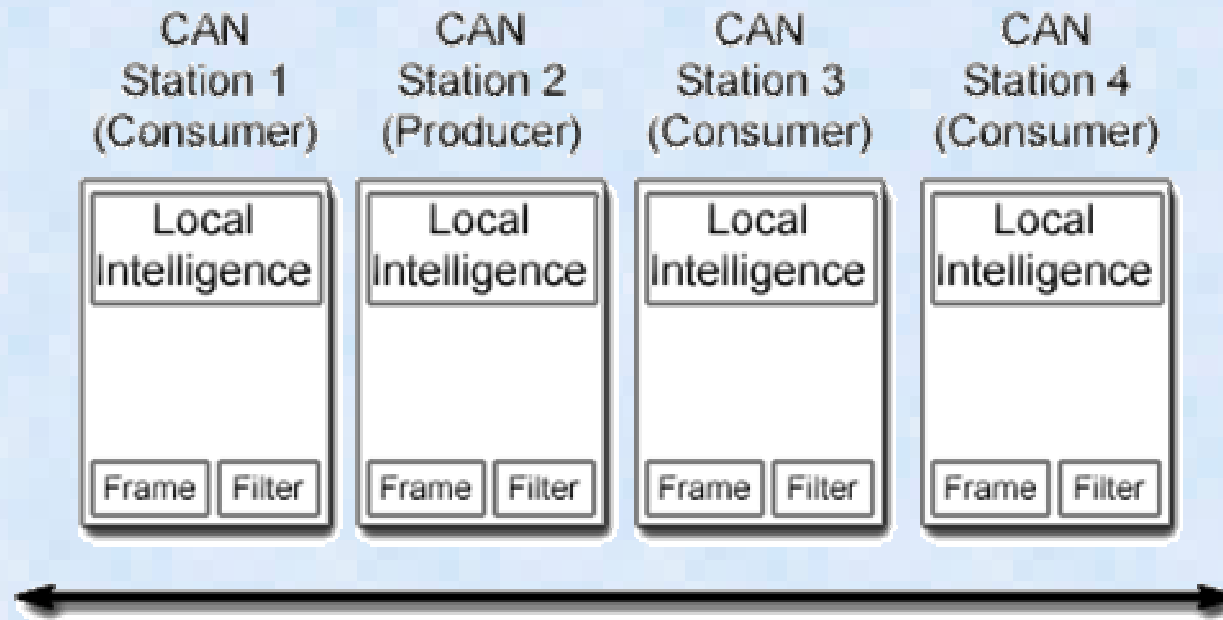 CAN
Station 1
(Consumer)
Local
Intelligence
Frame
Filter
CAN
Station 2
(Producer)
Local
Intelligence
Frame
Filter
CAN
Station 3
(Consumer)
Local
Intelligence
Frame
Filter
CAN
Station 4
(Consumer)
Local
Intelligence
Frame
Filter